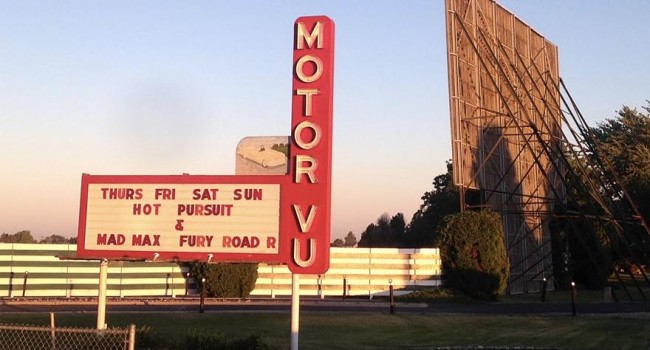 MOTOR VU
THURS FRI SAT SUN
HOT PURSUIT
&
MAD MAX FURY ROAD R